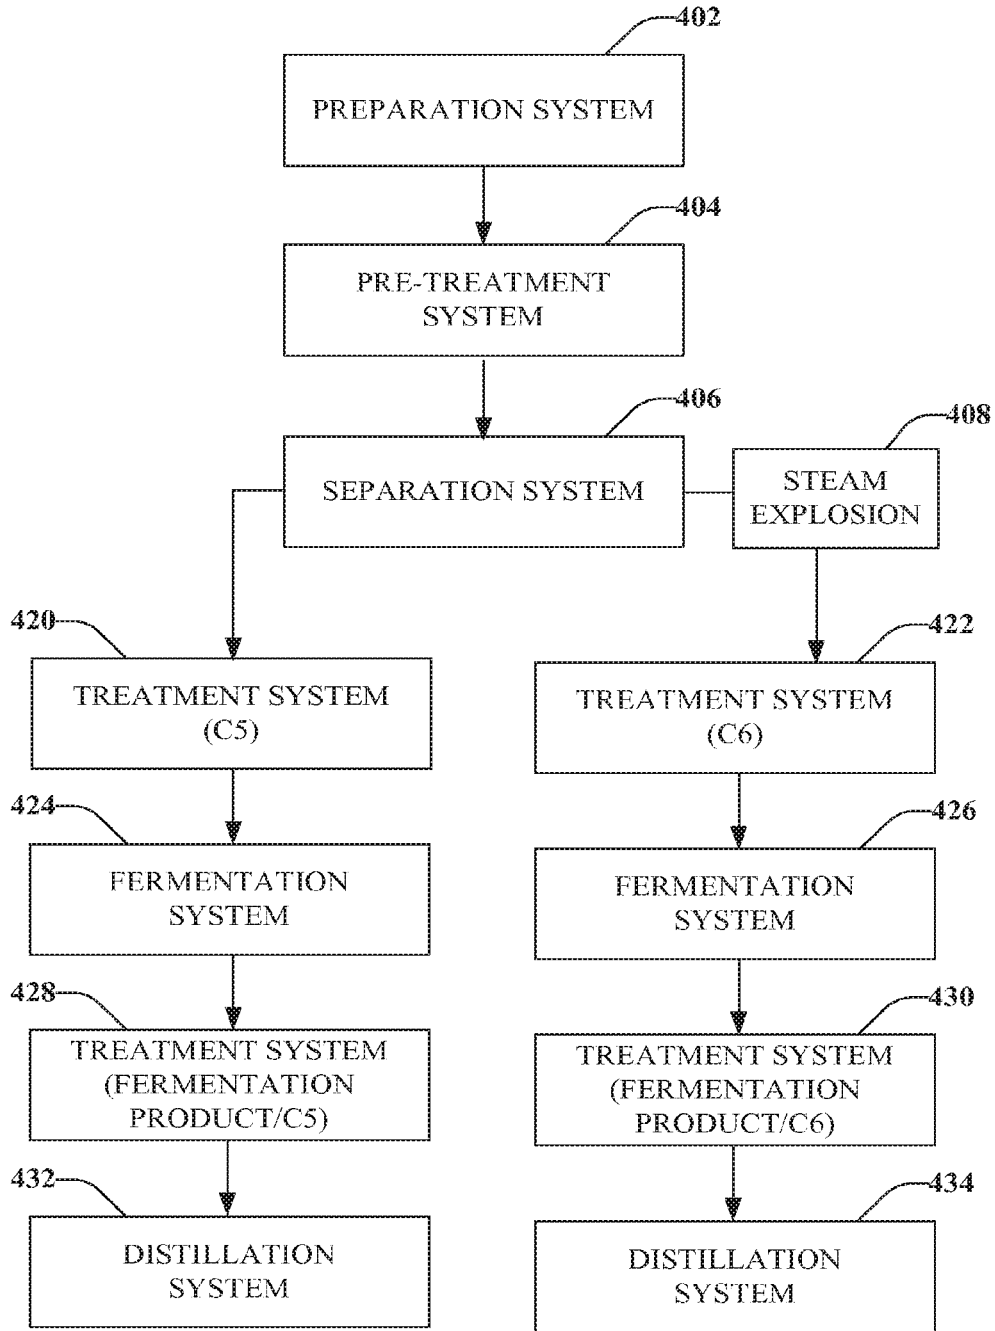 402
PREPARATION SYSTEM
404
PRE-TREATMENT
SYSTEM
406
SEPARATION SYSTEM
408
STEAM
EXPLOSION
420
TREATMENT SYSTEM
(C5)
422
TREATMENT SYSTEM
(C6)
424
FERMENTATION
SYSTEM
426
FERMENTATION
SYSTEM
428
TREATMENT SYSTEM
(FERMENTATION
PRODUCT/C5)
430
TREATMENT SYSTEM
(FERMENTATION
PRODUCT/C6)
432
DISTILLATION
SYSTEM
434
DISTILLATION
SYSTEM